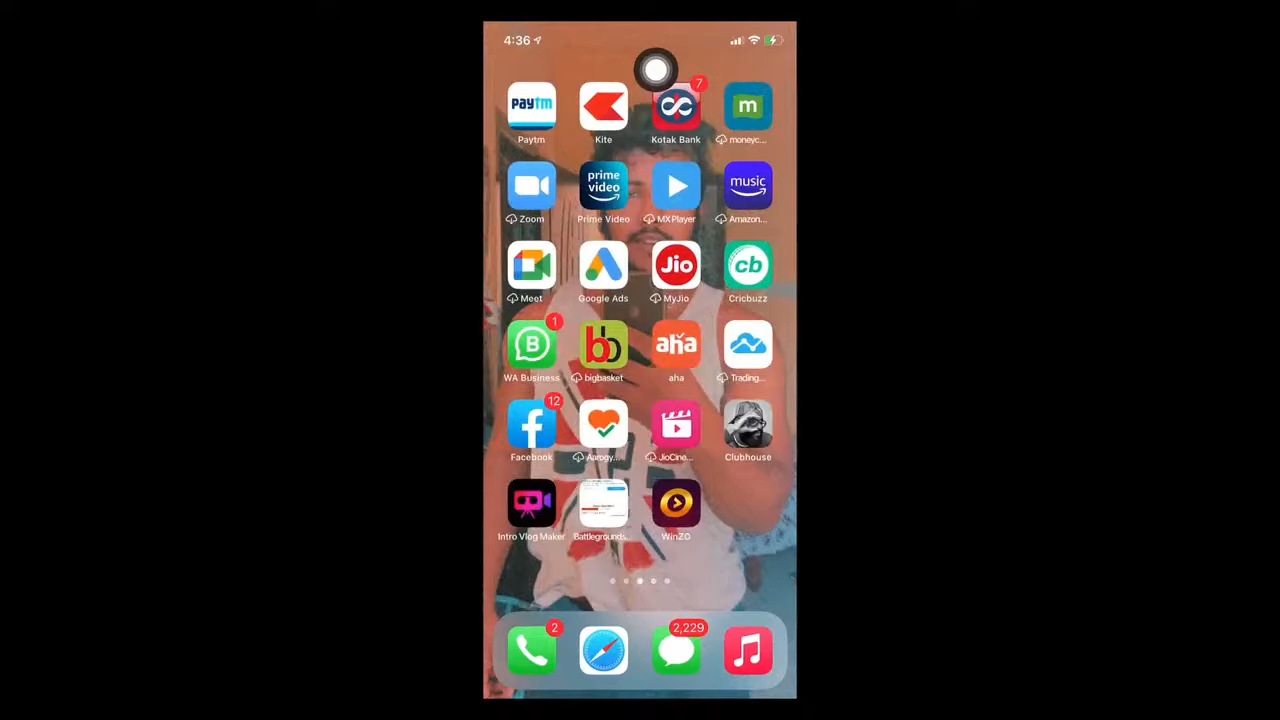 4:36
7
paytm
m
Paytm Kite Kotak Bank moneyc...
prime video
music
Zoom Prime Video MXPlayer Amazon...
Jio
cb
Meet Google Ads MyJio Cricbuzz
1
B
bb
aha
WA Business bigbasket aha Trading...
12
Facebook Aarogy... JioCine... Clubhouse
Intro Vlog Maker Battlegrounds... WinZO
2
2,229